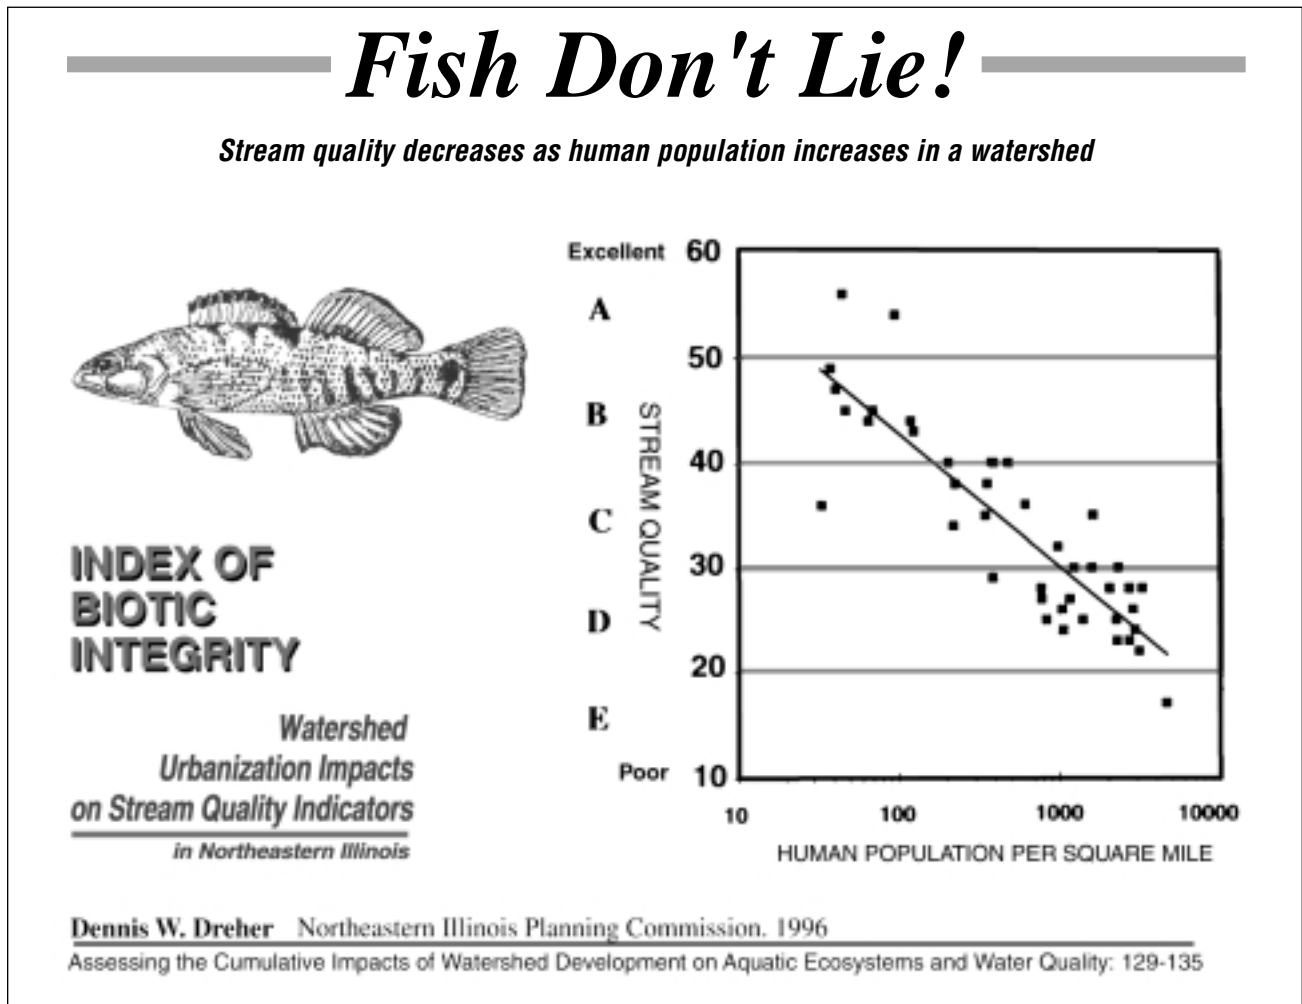 Fish Don't Lie!
Stream quality decreases as human population increases in a watershed
Excellent
A
B
C
D
E
Poor
STREAM QUALITY
60
50
40
30
20
10
10 100 1000 10000
HUMAN POPULATION PER SQUARE MILE
INDEX OF
BIOTIC
INTEGRITY
Watershed
Urbanization Impacts
on Stream Quality Indicators
in Northeastern Illinois
Dennis W. Dreher Northeastern Illinois Planning Commission. 1996
Assessing the Cumulative Impacts of Watershed Development on Aquatic Ecosystems and Water Quality: 129-135